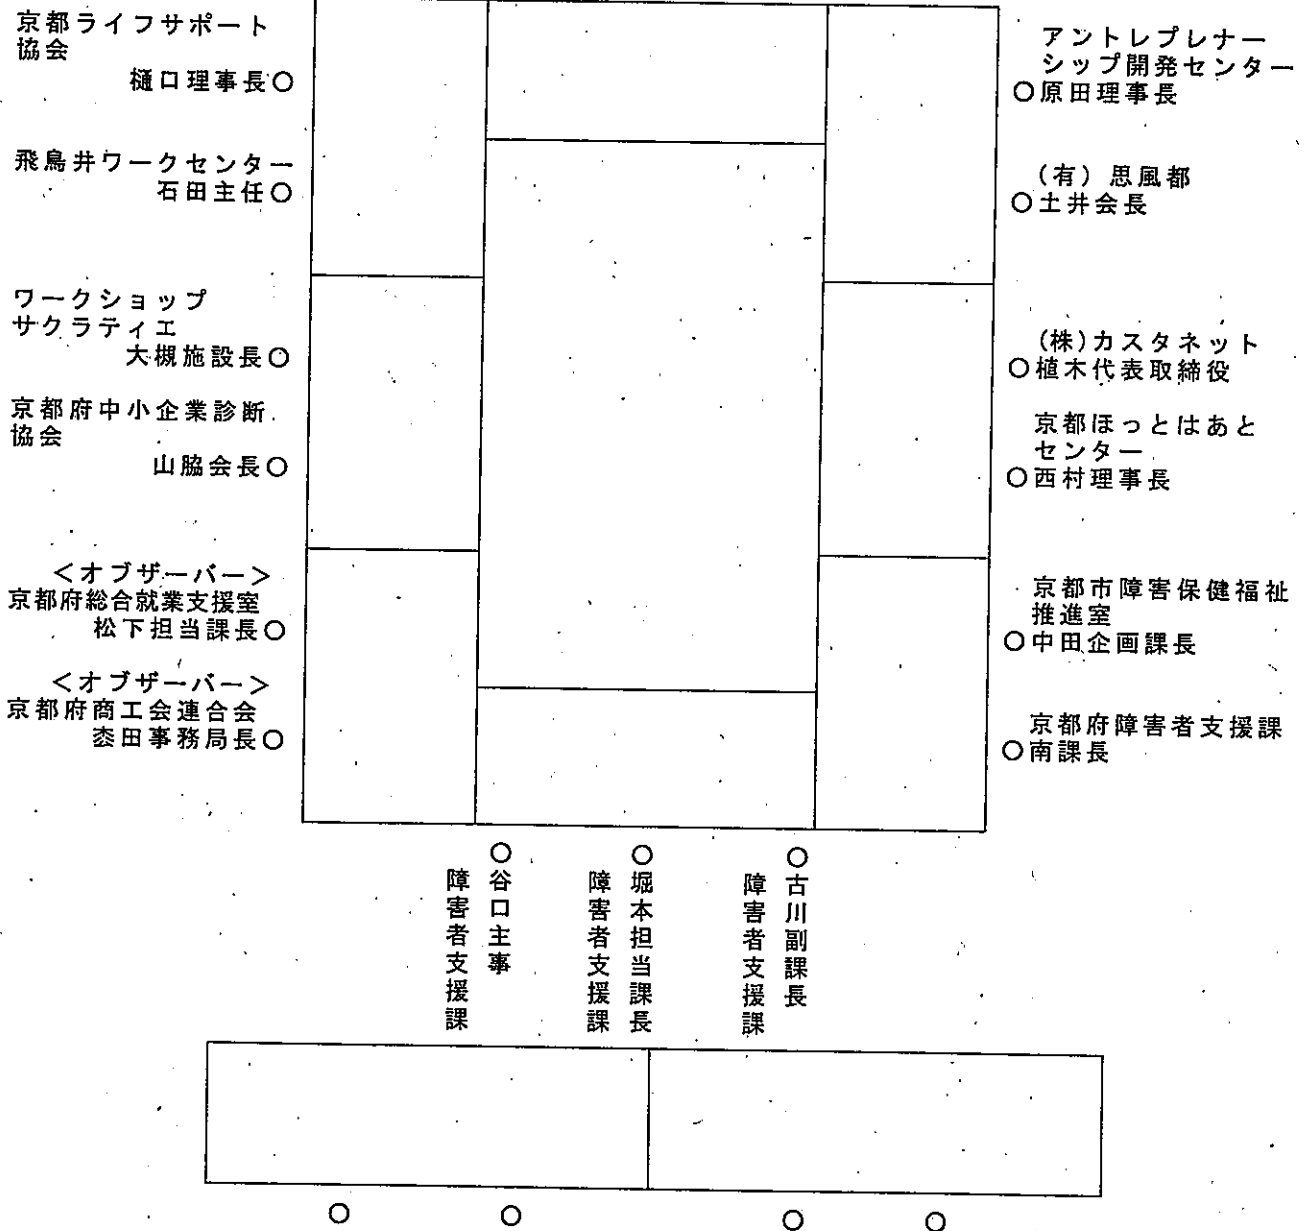 京都ライフサポート
協会
樋口理事長○
飛鳥井ワークセンター
石田主任○
ワークショップ
サクラティエ
大槻施設長○
京都府中小企業診断
協会
山脇会長○
<オブザーバー>
京都府総合就業支援室
松下担当課長○
<オブザーバー>
京都府商工会連合会
枩田事務局長○
アントレプレナー
シップ開発センター
○原田理事長
(有)思風都
○土井会長
(株)カスタネット
○植木代表取締役
京都ほっとはあと
センター
○西村理事長
京都市障害保健福祉
推進室
○中田企画課長
京都府障害者支援課
○南課長
○谷口主事
障害者支援課
○堀本担当課長
障害者支援課
○古川副課長
障害者支援課
○ ○ ○ ○